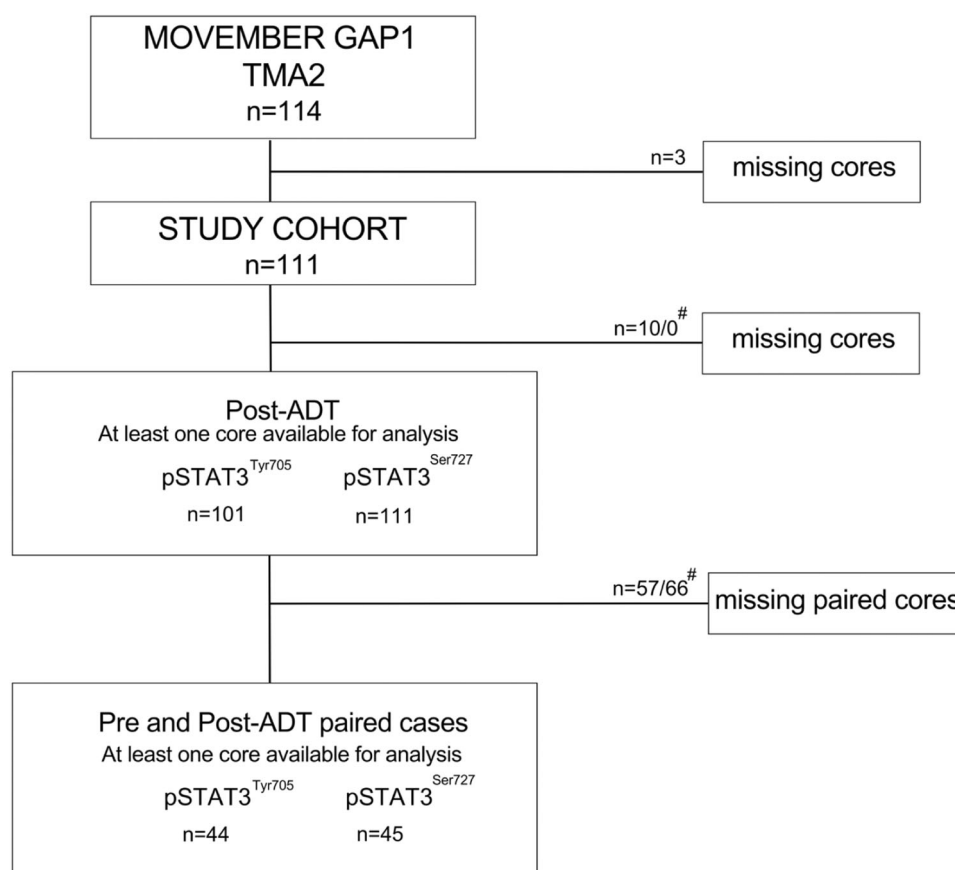 MOVEMBER GAP1
TMA2
n=114
n=3
missing cores
STUDY COHORT
n=111
n=10/0#
missing cores
Post-ADT
At least one core available for analysis
pSTAT3Tyr705 pSTAT3Ser727
n=101 n=111
n=57/66#
missing paired cores
Pre and Post-ADT paired cases
At least one core available for analysis
pSTAT3Tyr705 pSTAT3Ser727
n=44 n=45